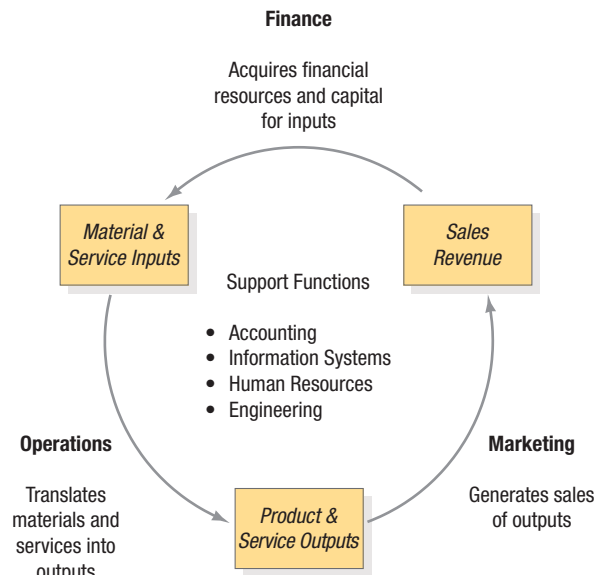 Finance
Acquires financial
resources and capital
for inputs
Material &
Service Inputs
Sales
Revenue
Support Functions
• Accounting
• Information Systems
• Human Resources
• Engineering
Operations
Translates
materials and
services into
outputs
Marketing
Generates sales
of outputs
Product &
Service Outputs